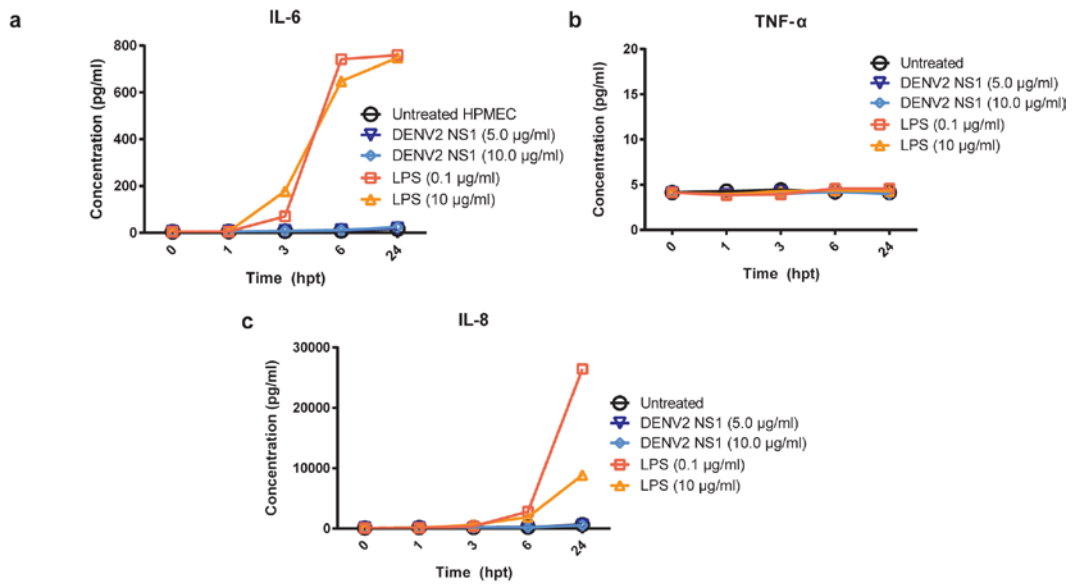 a
IL-6
Concentration (pg/ml)
800
600
400
200
0
0
1
3
6
24
Time (hpt)
Untreated HPMEC
DENV2 NS1 (5.0 µg/ml)
DENV2 NS1 (10.0 µg/ml)
LPS (0.1 µg/ml)
LPS (10 µg/ml)
b
TNF-α
Concentration (pg/ml)
20
15
10
5
0
0
1
3
6
24
Time (hpt)
Untreated
DENV2 NS1 (5.0 µg/ml)
DENV2 NS1 (10.0 µg/ml)
LPS (0.1 µg/ml)
LPS (10 µg/ml)
c
IL-8
Concentration (pg/ml)
30000
20000
10000
0
0
1
3
6
24
Time (hpt)
Untreated
DENV2 NS1 (5.0 µg/ml)
DENV2 NS1 (10.0 µg/ml)
LPS (0.1 µg/ml)
LPS (10 µg/ml)